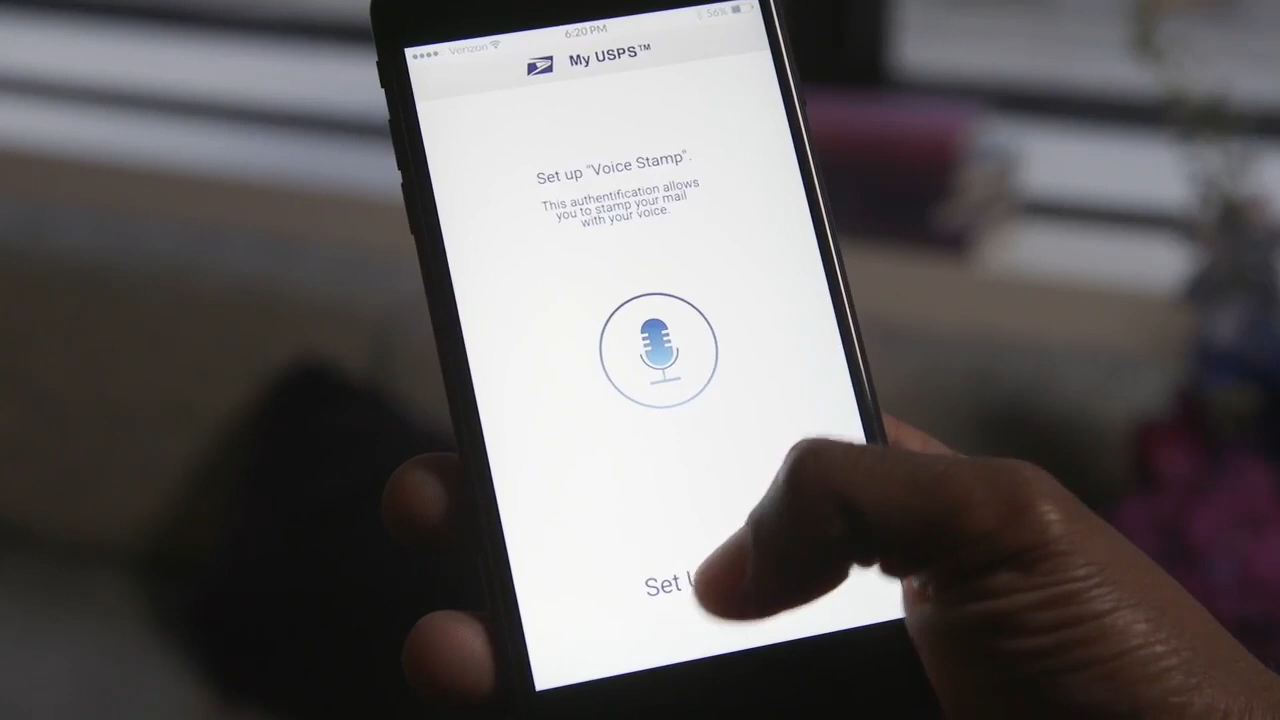 Verizon 6:20 PM 56%
My USPS™
Set up "Voice Stamp".
This authentification allows
you to stamp your mail
with your voice.
Set